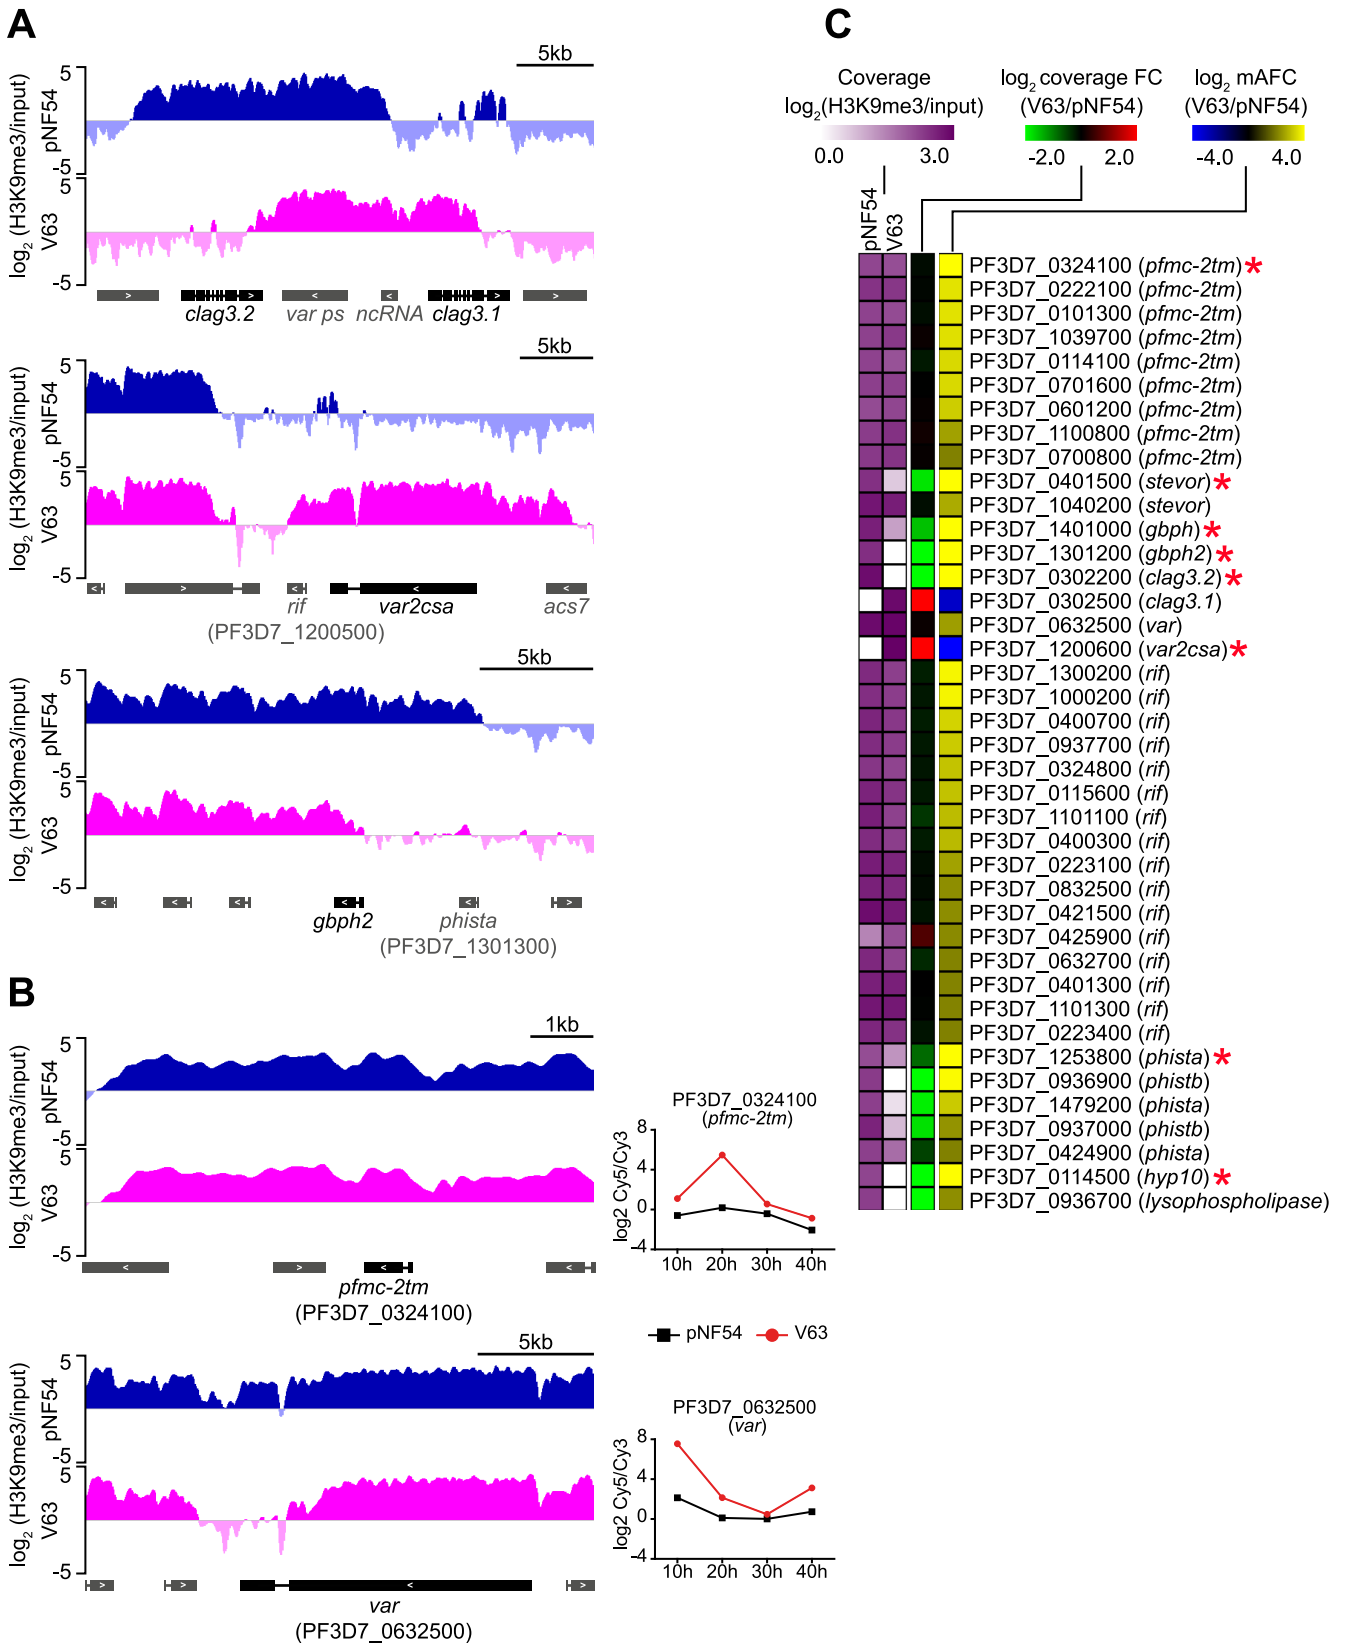 A
5kb
log2 (H3K9me3/input)
pNF54
5
-5
V63
5
-5
> > < < > >
clag3.2 var ps ncRNA clag3.1
5kb
log2 (H3K9me3/input)
pNF54
5
-5
V63
5
-5
< > < < <
rif var2csa acs7
(PF3D7_1200500)
5kb
log2 (H3K9me3/input)
pNF54
5
-5
V63
5
-5
< < < < < >
gbph2 phista
(PF3D7_1301300)
B
1kb
log2 (H3K9me3/input)
pNF54
5
-5
V63
5
-5
< > < <
pfmc-2tm
(PF3D7_0324100)
PF3D7_0324100
(pfmc-2tm)
log2 Cy5/Cy3
8
4
0
-4
10h 20h 30h 40h
pNF54 V63
5kb
log2 (H3K9me3/input)
pNF54
5
-5
V63
5
-5
> > < >
var
(PF3D7_0632500)
PF3D7_0632500
(var)
log2 Cy5/Cy3
8
4
0
-4
10h 20h 30h 40h
C
Coverage
log2(H3K9me3/input)
0.0 3.0
log2 coverage FC
(V63/pNF54)
-2.0 2.0
log2 mAFC
(V63/pNF54)
-4.0 4.0
pNF54
V63
PF3D7_0324100 (pfmc-2tm) *
PF3D7_0222100 (pfmc-2tm)
PF3D7_0101300 (pfmc-2tm)
PF3D7_1039700 (pfmc-2tm)
PF3D7_0114100 (pfmc-2tm)
PF3D7_0701600 (pfmc-2tm)
PF3D7_0601200 (pfmc-2tm)
PF3D7_1100800 (pfmc-2tm)
PF3D7_0700800 (pfmc-2tm)
PF3D7_0401500 (stevor) *
PF3D7_1040200 (stevor)
PF3D7_1401000 (gbph) *
PF3D7_1301200 (gbph2) *
PF3D7_0302200 (clag3.2) *
PF3D7_0302500 (clag3.1)
PF3D7_0632500 (var)
PF3D7_1200600 (var2csa) *
PF3D7_1300200 (rif)
PF3D7_1000200 (rif)
PF3D7_0400700 (rif)
PF3D7_0937700 (rif)
PF3D7_0324800 (rif)
PF3D7_0115600 (rif)
PF3D7_1101100 (rif)
PF3D7_0400300 (rif)
PF3D7_0223100 (rif)
PF3D7_0832500 (rif)
PF3D7_0421500 (rif)
PF3D7_0425900 (rif)
PF3D7_0632700 (rif)
PF3D7_0401300 (rif)
PF3D7_1101300 (rif)
PF3D7_0223400 (rif)
PF3D7_1253800 (phista) *
PF3D7_0936900 (phistb)
PF3D7_1479200 (phista)
PF3D7_0937000 (phistb)
PF3D7_0424900 (phista)
PF3D7_0114500 (hyp10) *
PF3D7_0936700 (lysophospholipase)